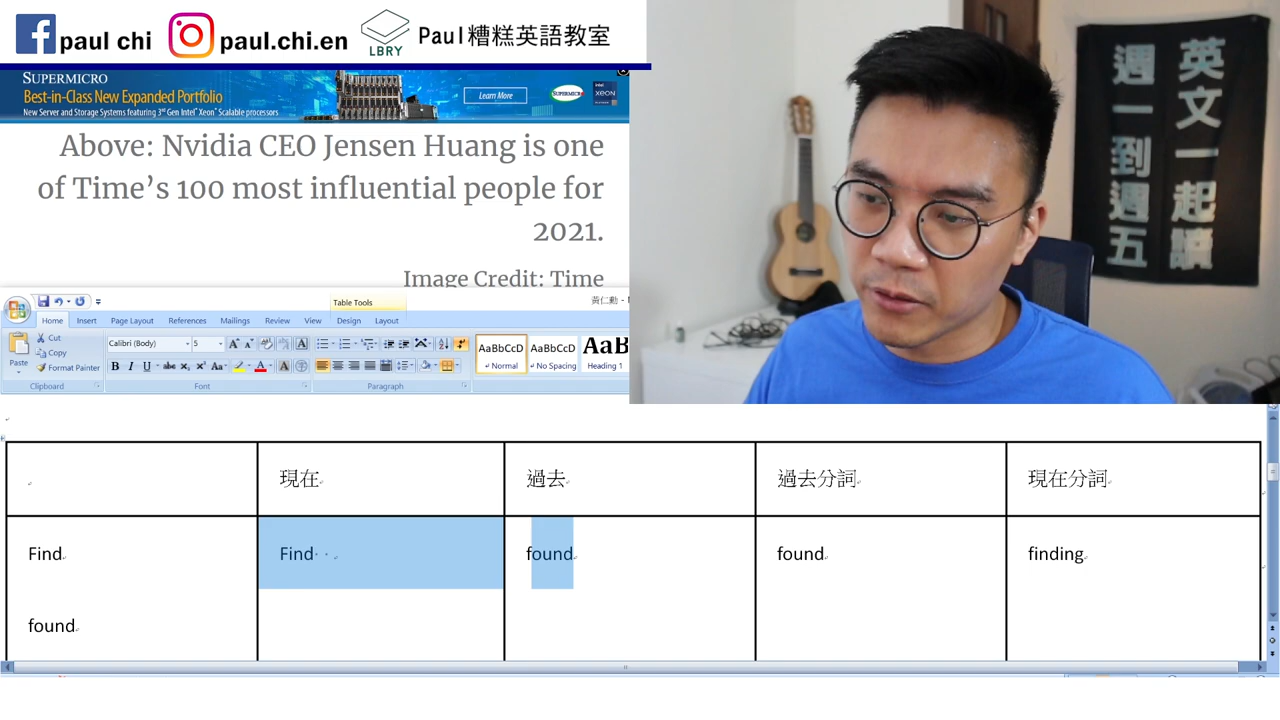 paul chi
paul.chi.en
LBRY
Paul糟糕英語教室
SUPERMICRO
Best-in-Class New Expanded Portfolio
New Server and Storage Systems featuring 3rd Gen Intel® Xeon® Scalable processors
Learn More
SUPERMICRO
intel
XEON
Above: Nvidia CEO Jensen Huang is one
of Time's 100 most influential people for
2021.
Image Credit: Time
Table Tools
黃仁勳 -
Home Insert Page Layout References Mailings Review View Design Layout
Paste
Cut
Copy
Format Painter
Clipboard
Calibri (Body) 5
Font
Paragraph
AaBbCcD
Normal
AaBbCcD
No Spacing
AaB
Heading 1
現在 過去 過去分詞 現在分詞
Find Find found found finding
found
英文一起讀
週一到週五